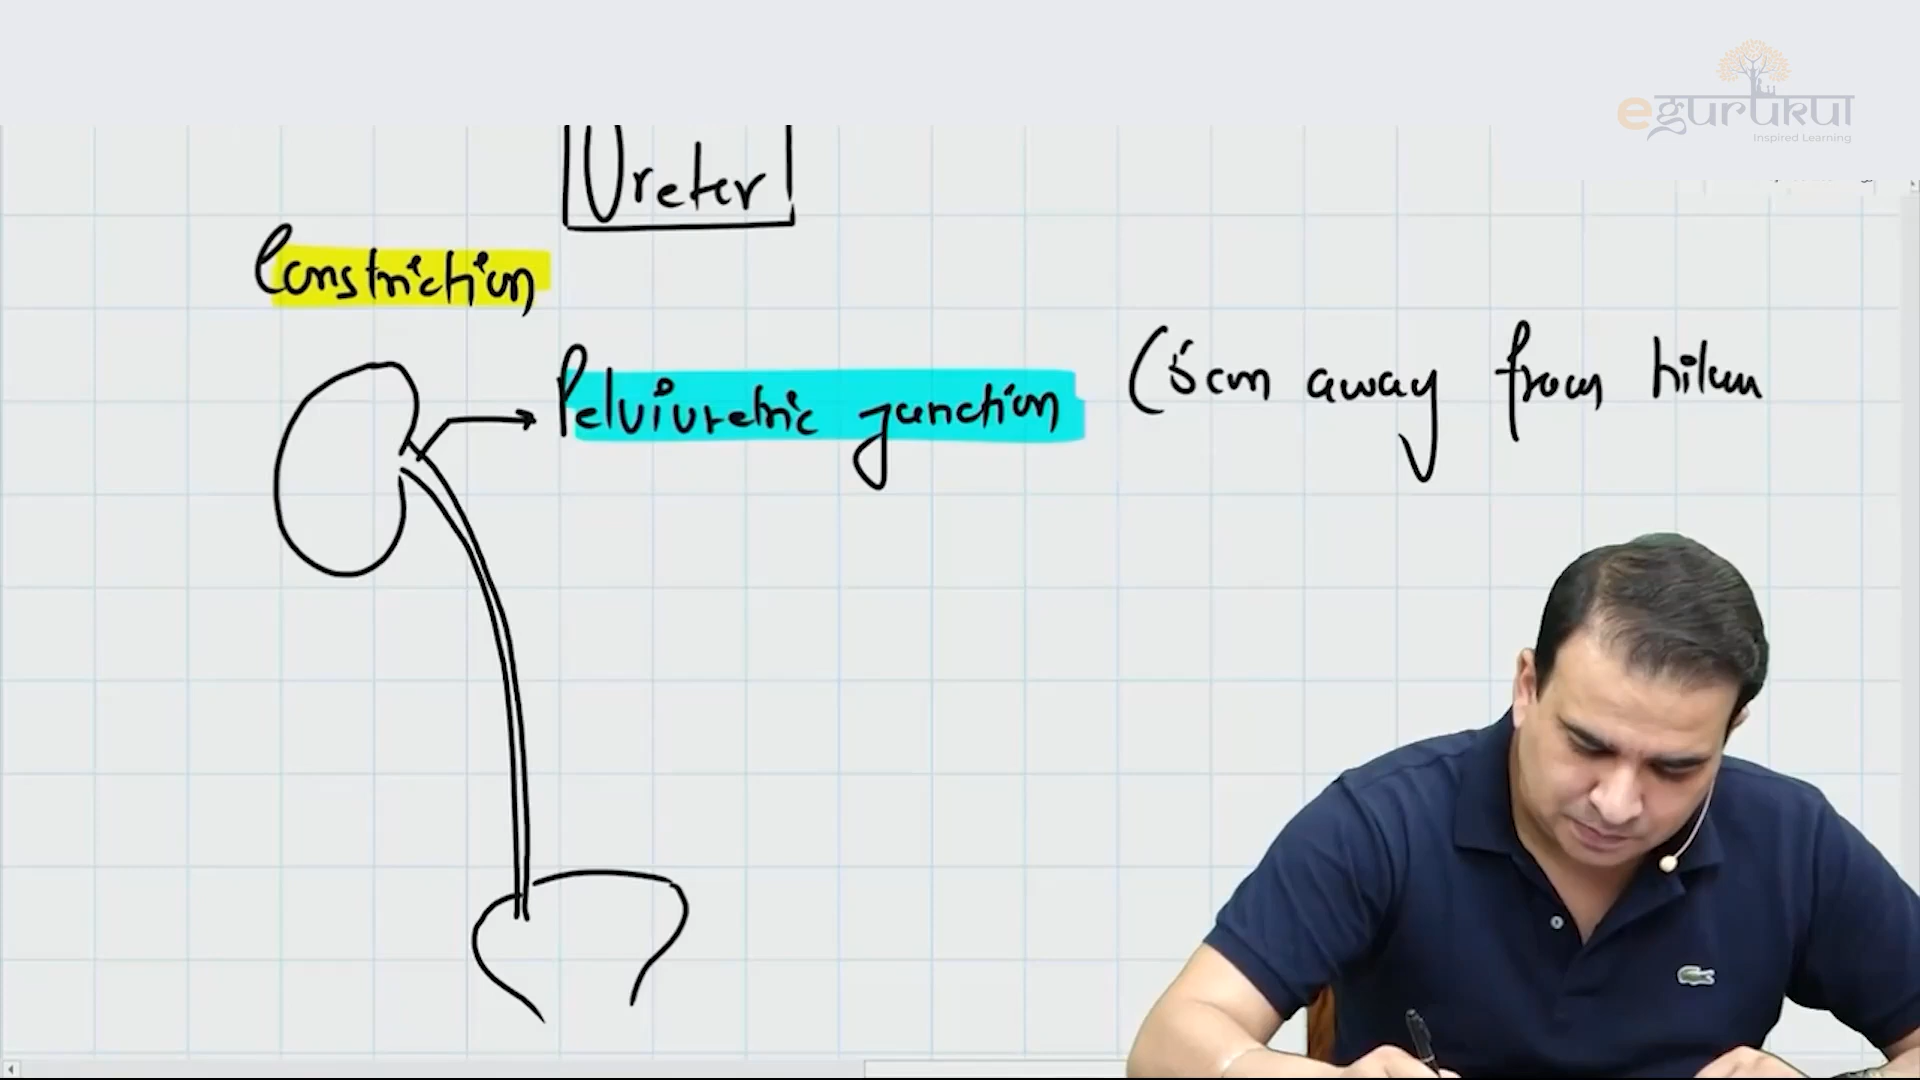 egurukul
Inspired Learning
Ureter
Constriction
Pelviuretric junction (5cm away from hilum